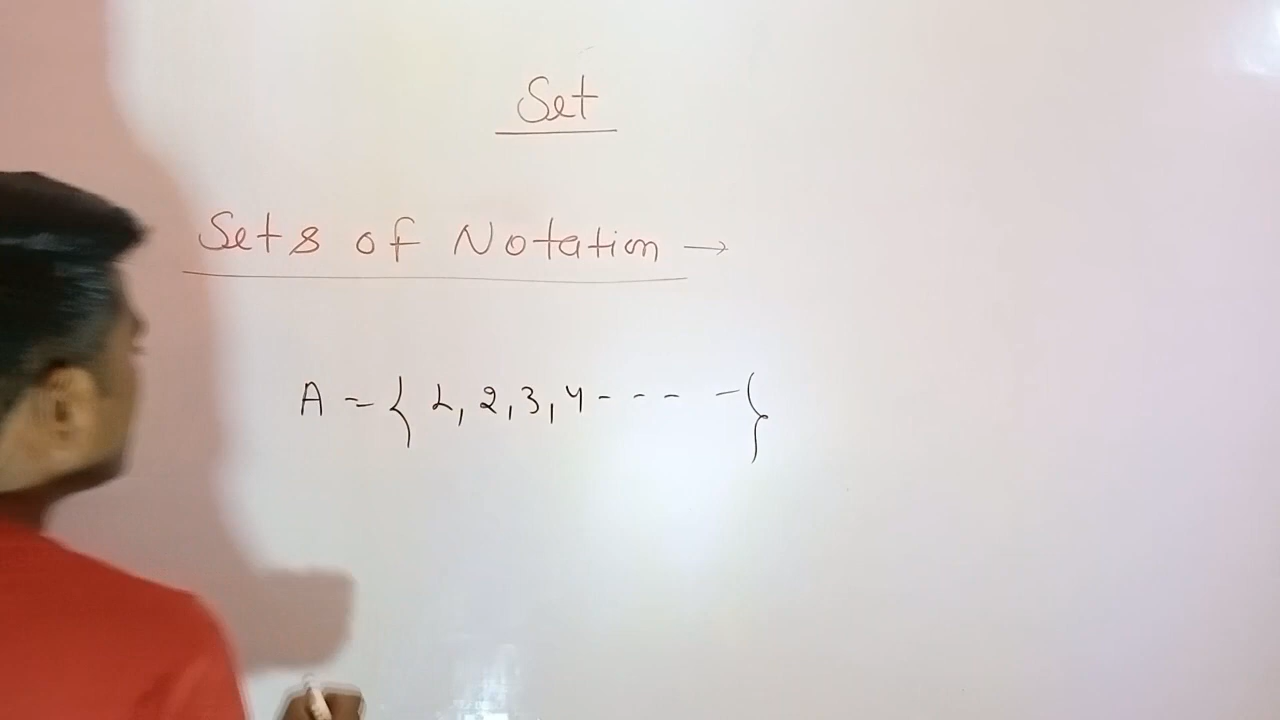 Set
Sets of Notation →
A = { 1, 2, 3, 4 - - - - }